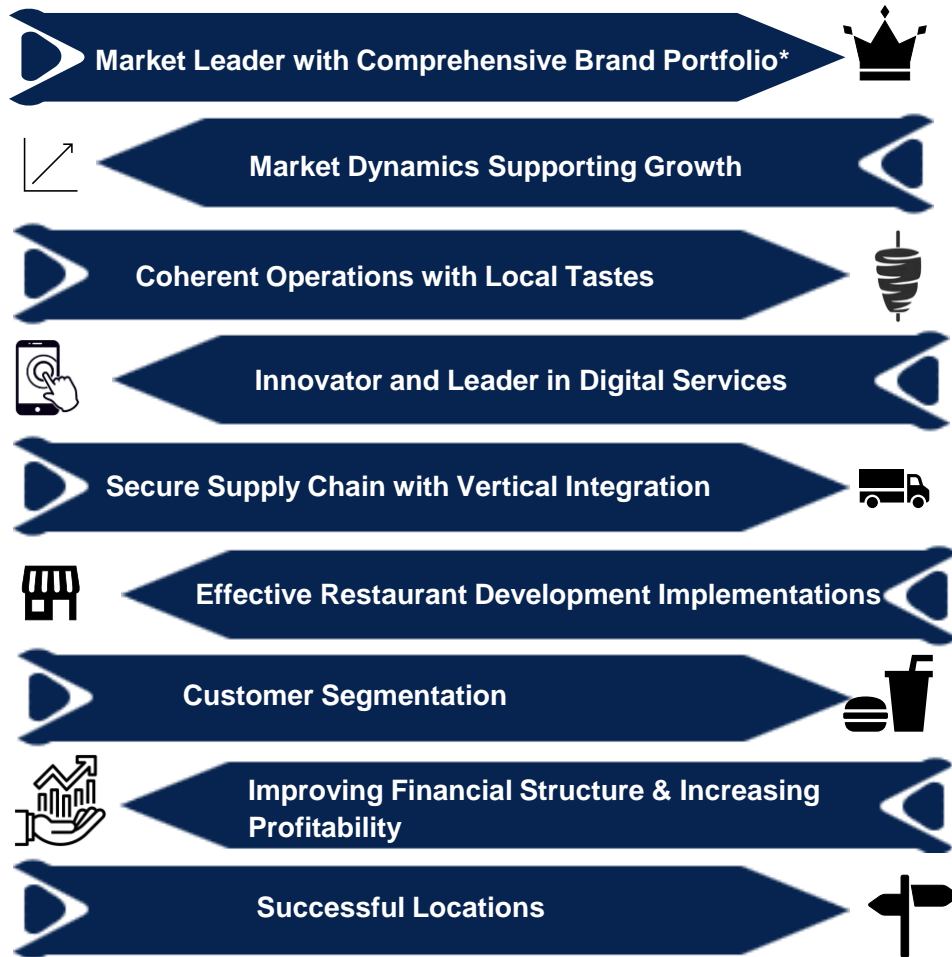 Market Leader with Comprehensive Brand Portfolio*
Market Dynamics Supporting Growth
Coherent Operations with Local Tastes
Innovator and Leader in Digital Services
Secure Supply Chain with Vertical Integration
Effective Restaurant Development Implementations
Customer Segmentation
Improving Financial Structure & Increasing
Profitability
Successful Locations